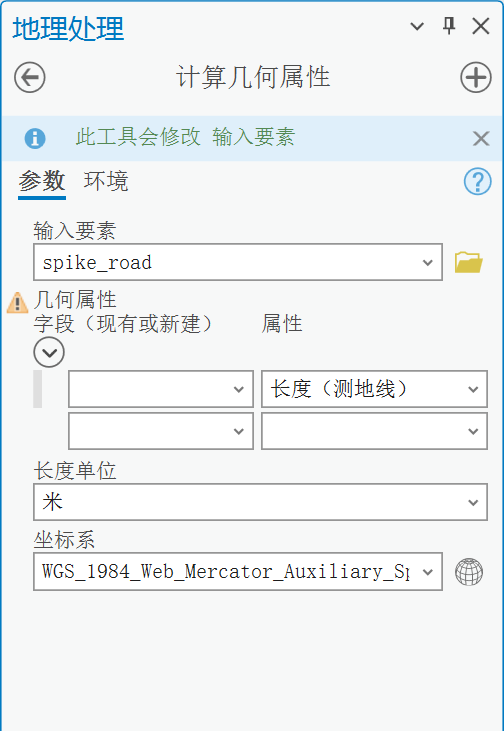 地理处理
计算几何属性
此工具会修改 输入要素
参数 环境
输入要素
spike_road
几何属性
字段（现有或新建） 属性
长度（测地线）
长度单位
米
坐标系
WGS_1984_Web_Mercator_Auxiliary_Sp